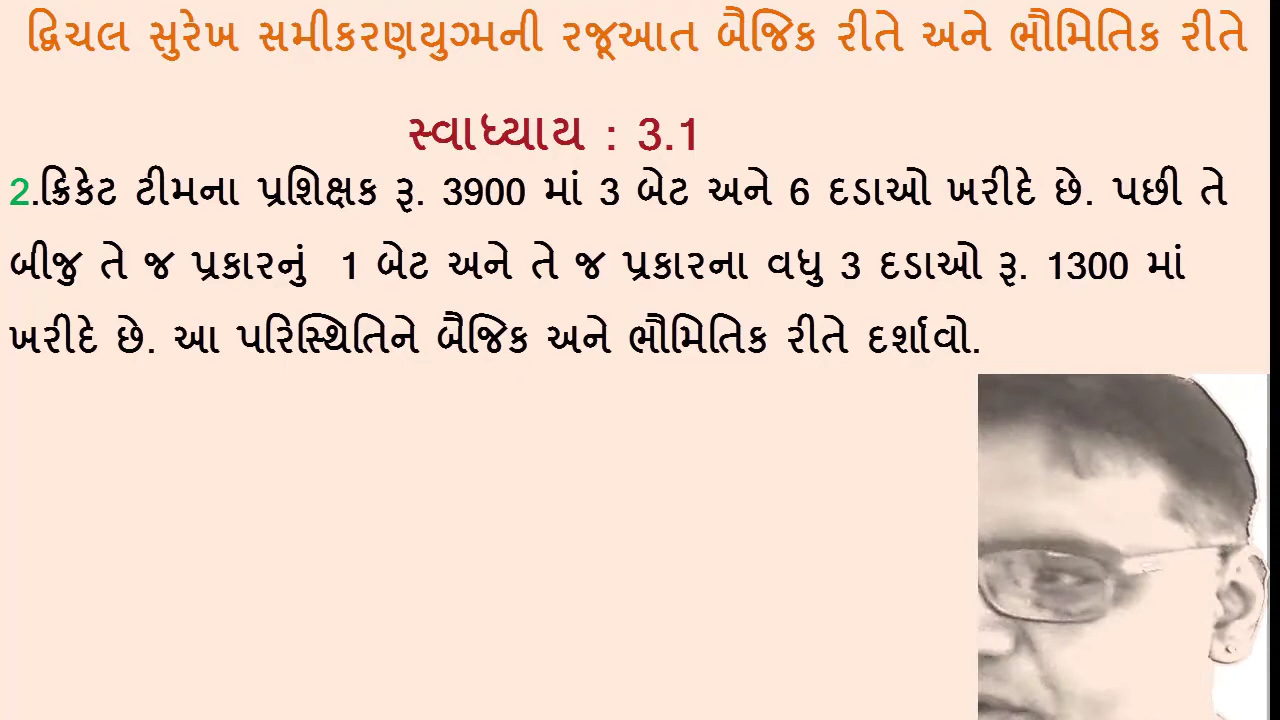 દ્વિચલ સુરેખ સમીકરણયુગ્મની રજૂઆત બૈજિક રીતે અને ભૌમિતિક રીતે
સ્વાધ્યાય : 3.1
2.ક્રિકેટ ટીમના પ્રશિક્ષક રૂ. 3900 માં 3 બેટ અને 6 દડાઓ ખરીદે છે. પછી તે
બીજુ તે જ પ્રકારનું 1 બેટ અને તે જ પ્રકારના વધુ 3 દડાઓ રૂ. 1300 માં
ખરીદે છે. આ પરિસ્થિતિને બૈજિક અને ભૌમિતિક રીતે દર્શાવો.